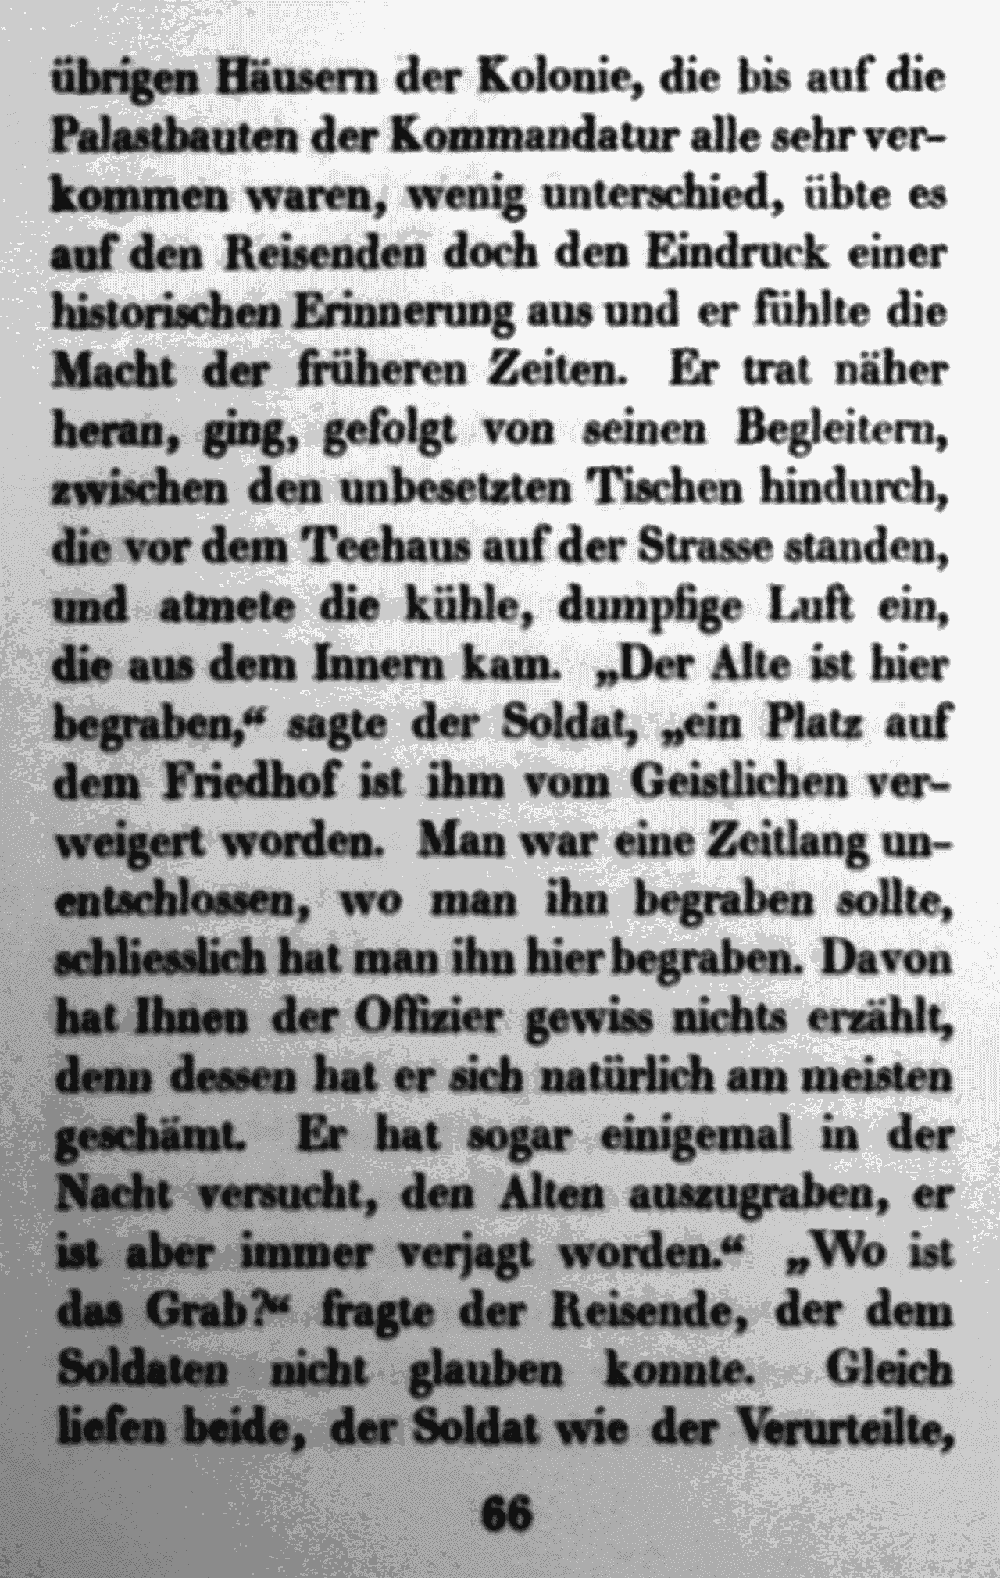 übrigen Häusern der Kolonie, die bis auf die
Palastbauten der Kommandatur alle sehr ver-
kommen waren, wenig unterschied, übte es
auf den Reisenden doch den Eindruck einer
historischen Erinnerung aus und er fühlte die
Macht der früheren Zeiten. Er trat näher
heran, ging, gefolgt von seinen Begleitern,
zwischen den unbesetzten Tischen hindurch,
die vor dem Teehaus auf der Strasse standen,
und atmete die kühle, dumpfige Luft ein,
die aus dem Innern kam. „Der Alte ist hier
begraben,“ sagte der Soldat, „ein Platz auf
dem Friedhof ist ihm vom Geistlichen ver-
weigert worden. Man war eine Zeitlang un-
entschlossen, wo man ihn begraben sollte,
schliesslich hat man ihn hier begraben. Davon
hat Ihnen der Offizier gewiss nichts erzählt,
denn dessen hat er sich natürlich am meisten
geschämt. Er hat sogar einigemal in der
Nacht versucht, den Alten auszugraben, er
ist aber immer verjagt worden.“ „Wo ist
das Grab?“ fragte der Reisende, der dem
Soldaten nicht glauben konnte. Gleich
liefen beide, der Soldat wie der Verurteilte,
66